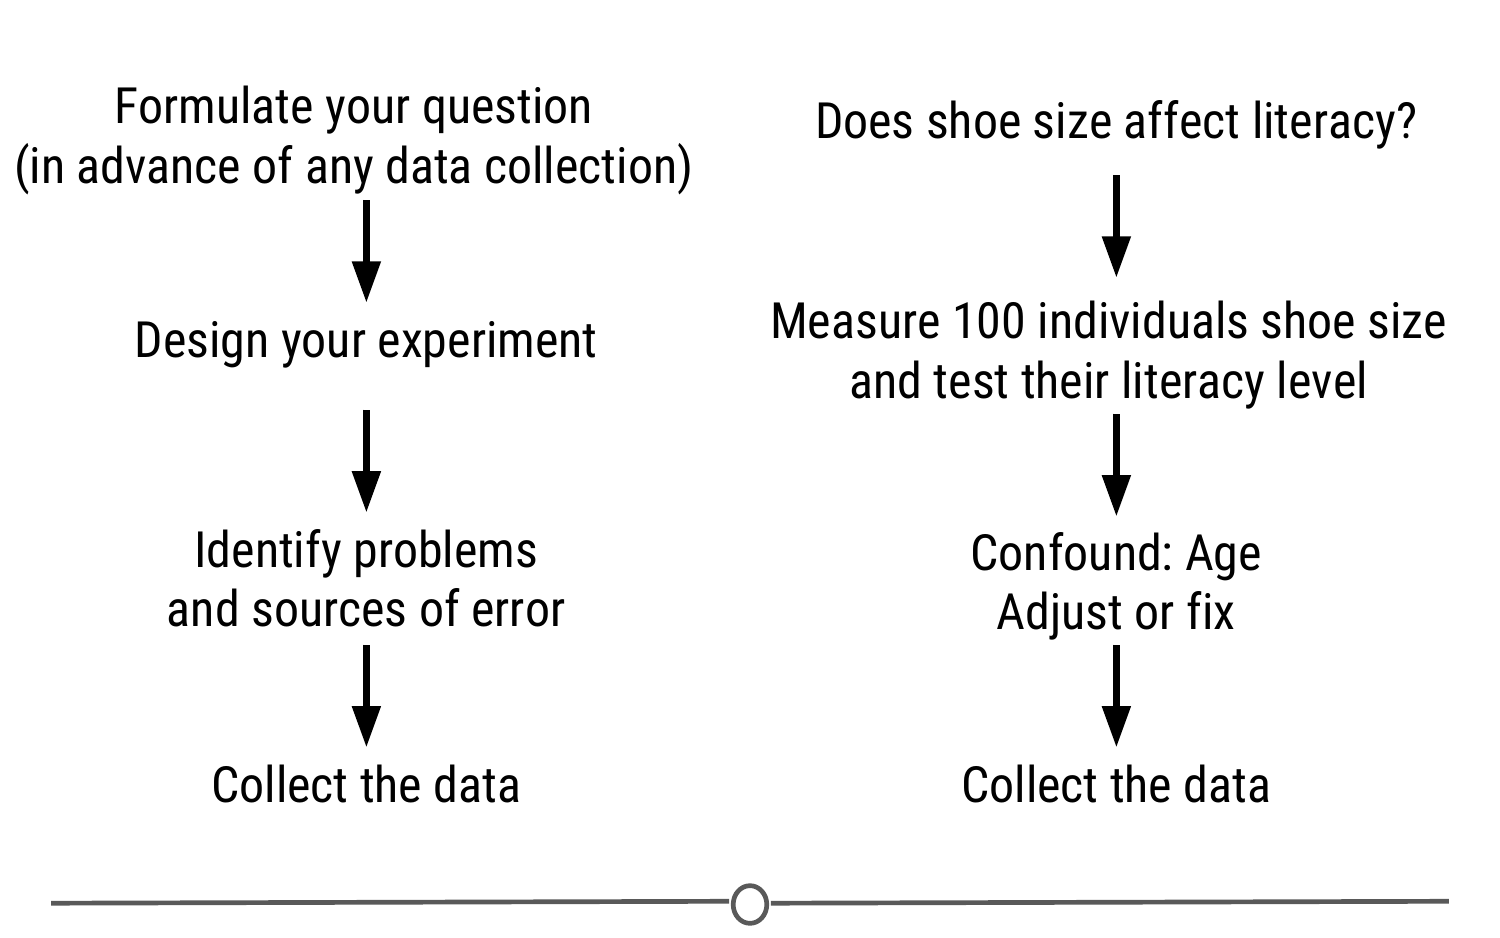 Formulate your question
(in advance of any data collection)
Design your experiment
Identify problems
and sources of error
Collect the data
Does shoe size affect literacy?
Measure 100 individuals shoe size
and test their literacy level
Confound: Age
Adjust or fix
Collect the data